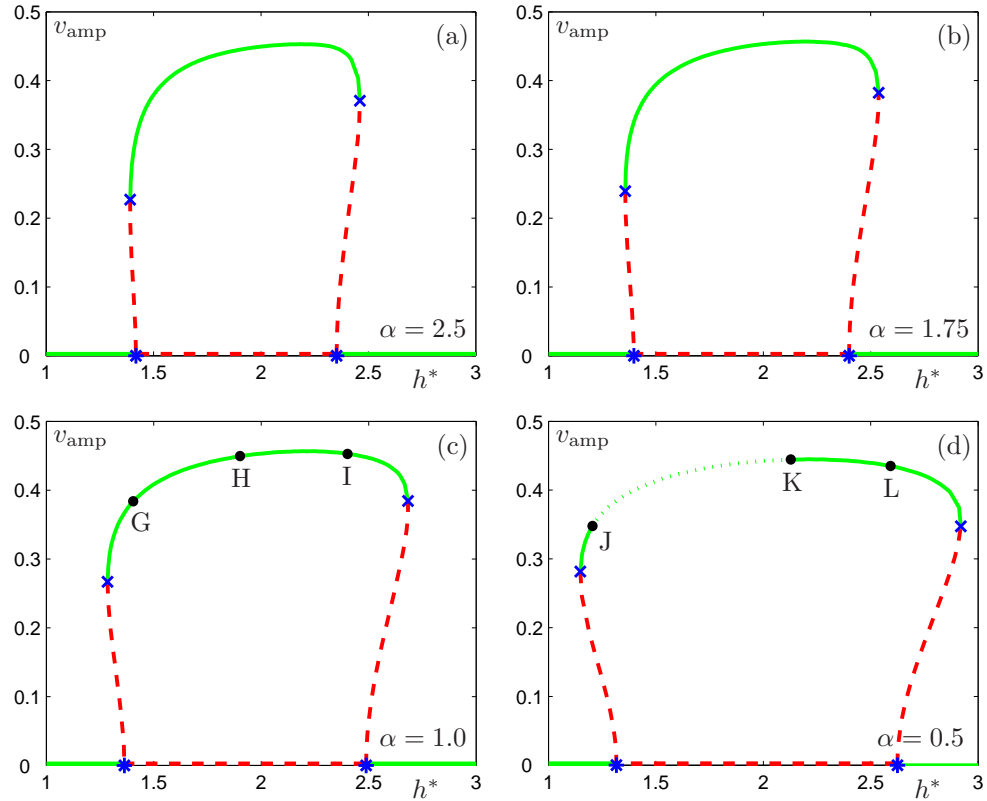 v_amp
(a)
0.5
0.4
0.3
0.2
0.1
0
α = 2.5
1
1.5
2
2.5
3
h*
v_amp
(b)
0.5
0.4
0.3
0.2
0.1
0
α = 1.75
1
1.5
2
2.5
3
h*
v_amp
(c)
0.5
0.4
0.3
0.2
0.1
0
G
H
I
α = 1.0
1
1.5
2
2.5
3
h*
v_amp
(d)
0.5
0.4
0.3
0.2
0.1
0
J
K
L
α = 0.5
1
1.5
2
2.5
3
h*